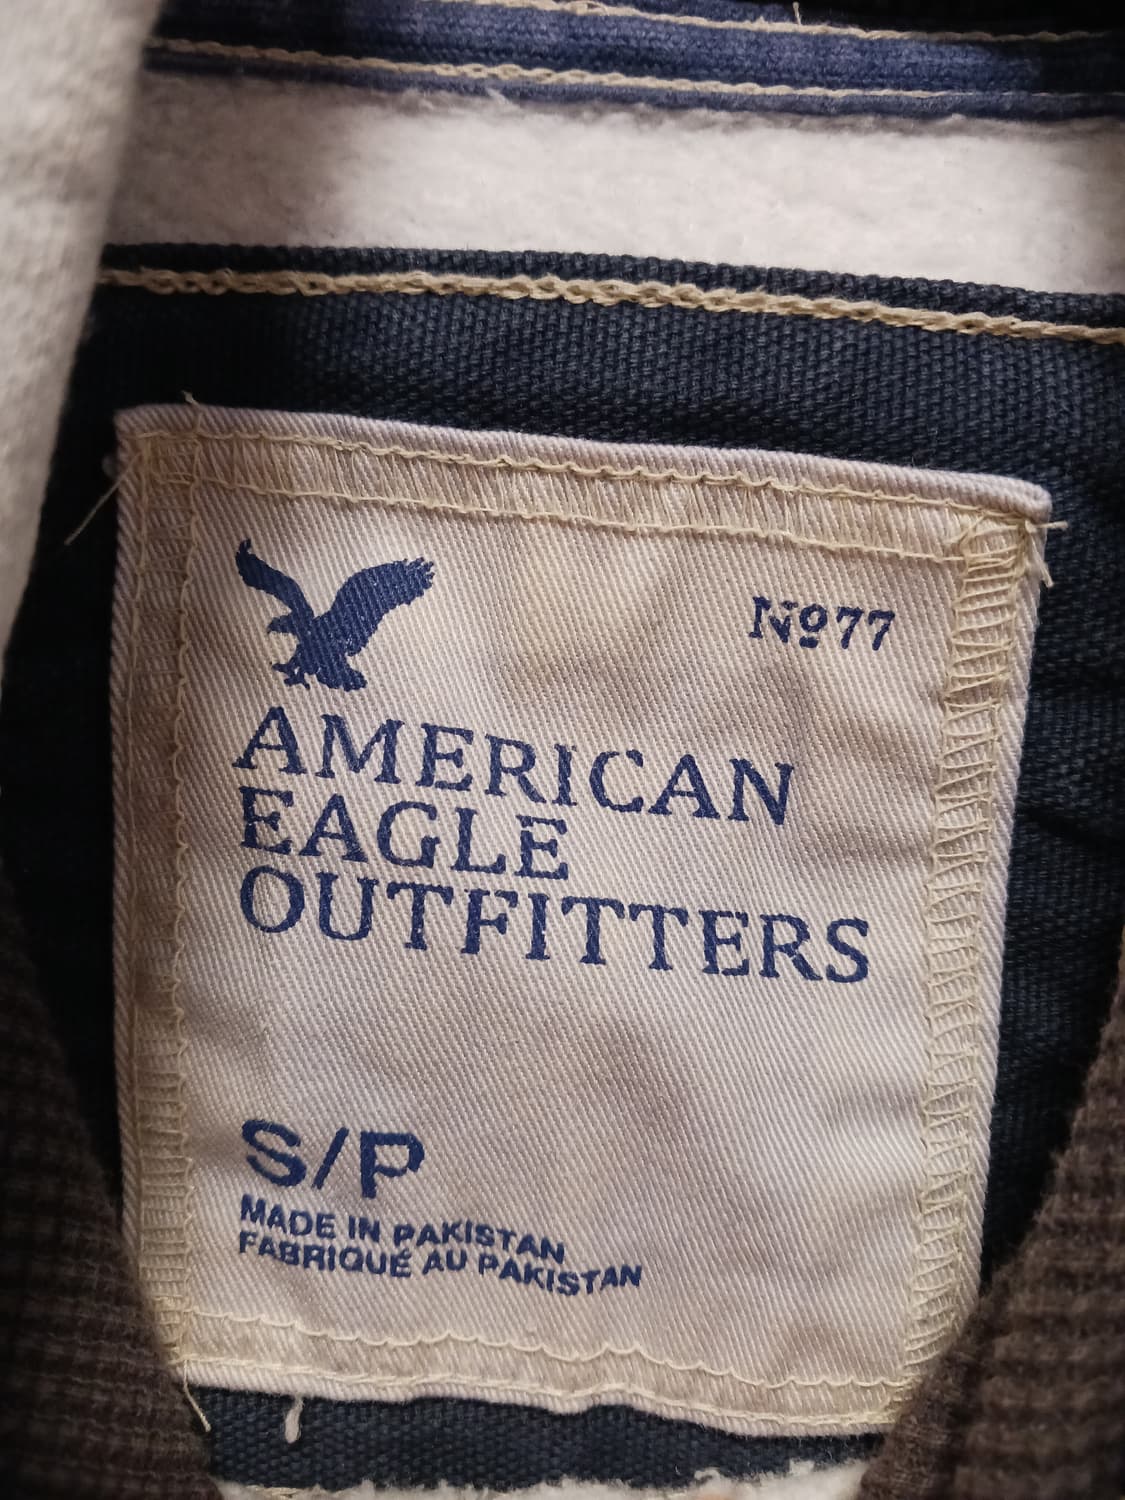 Nº77
AMERICAN
EAGLE
OUTFITTERS
S/P
MADE IN PAKISTAN
FABRIQUÉ AU PAKISTAN